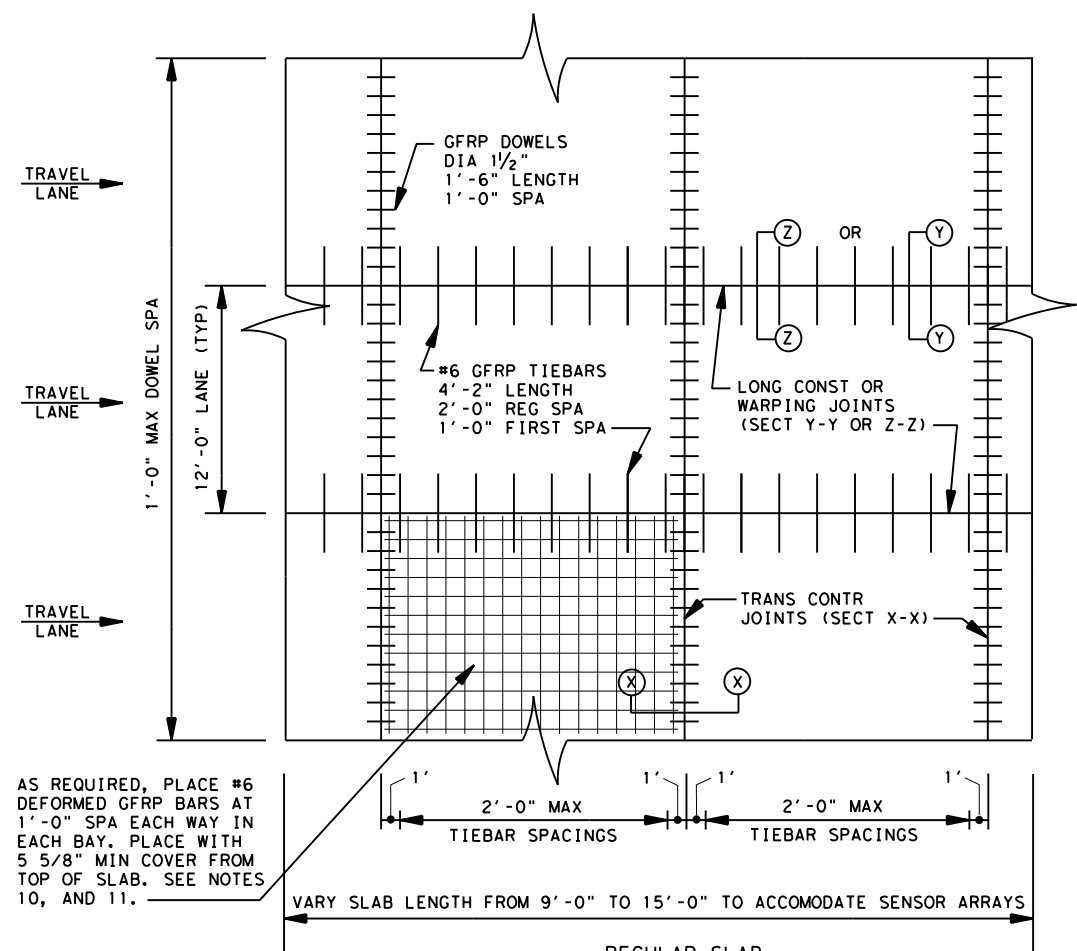 GFRP DOWELS
DIA 1 1/2"
1'-6" LENGTH
1'-0" SPA
TRAVEL
LANE
Z
OR
Y
1'-0" MAX DOWEL SPA
12'-0" LANE (TYP)
Z
Y
#6 GFRP TIEBARS
4'-2" LENGTH
2'-0" REG SPA
1'-0" FIRST SPA
TRAVEL
LANE
LONG CONST OR
WARPING JOINTS
(SECT Y-Y OR Z-Z)
TRAVEL
LANE
TRANS CONTR
JOINTS (SECT X-X)
X
X
AS REQUIRED, PLACE #6
DEFORMED GFRP BARS AT
1'-0" SPA EACH WAY IN
EACH BAY. PLACE WITH
5 5/8" MIN COVER FROM
TOP OF SLAB. SEE NOTES
10, AND 11.
1'
1'
1'
1'
2'-0" MAX
TIEBAR SPACINGS
2'-0" MAX
TIEBAR SPACINGS
VARY SLAB LENGTH FROM 9'-0" TO 15'-0" TO ACCOMODATE SENSOR ARRAYS
REGULAR SLAB